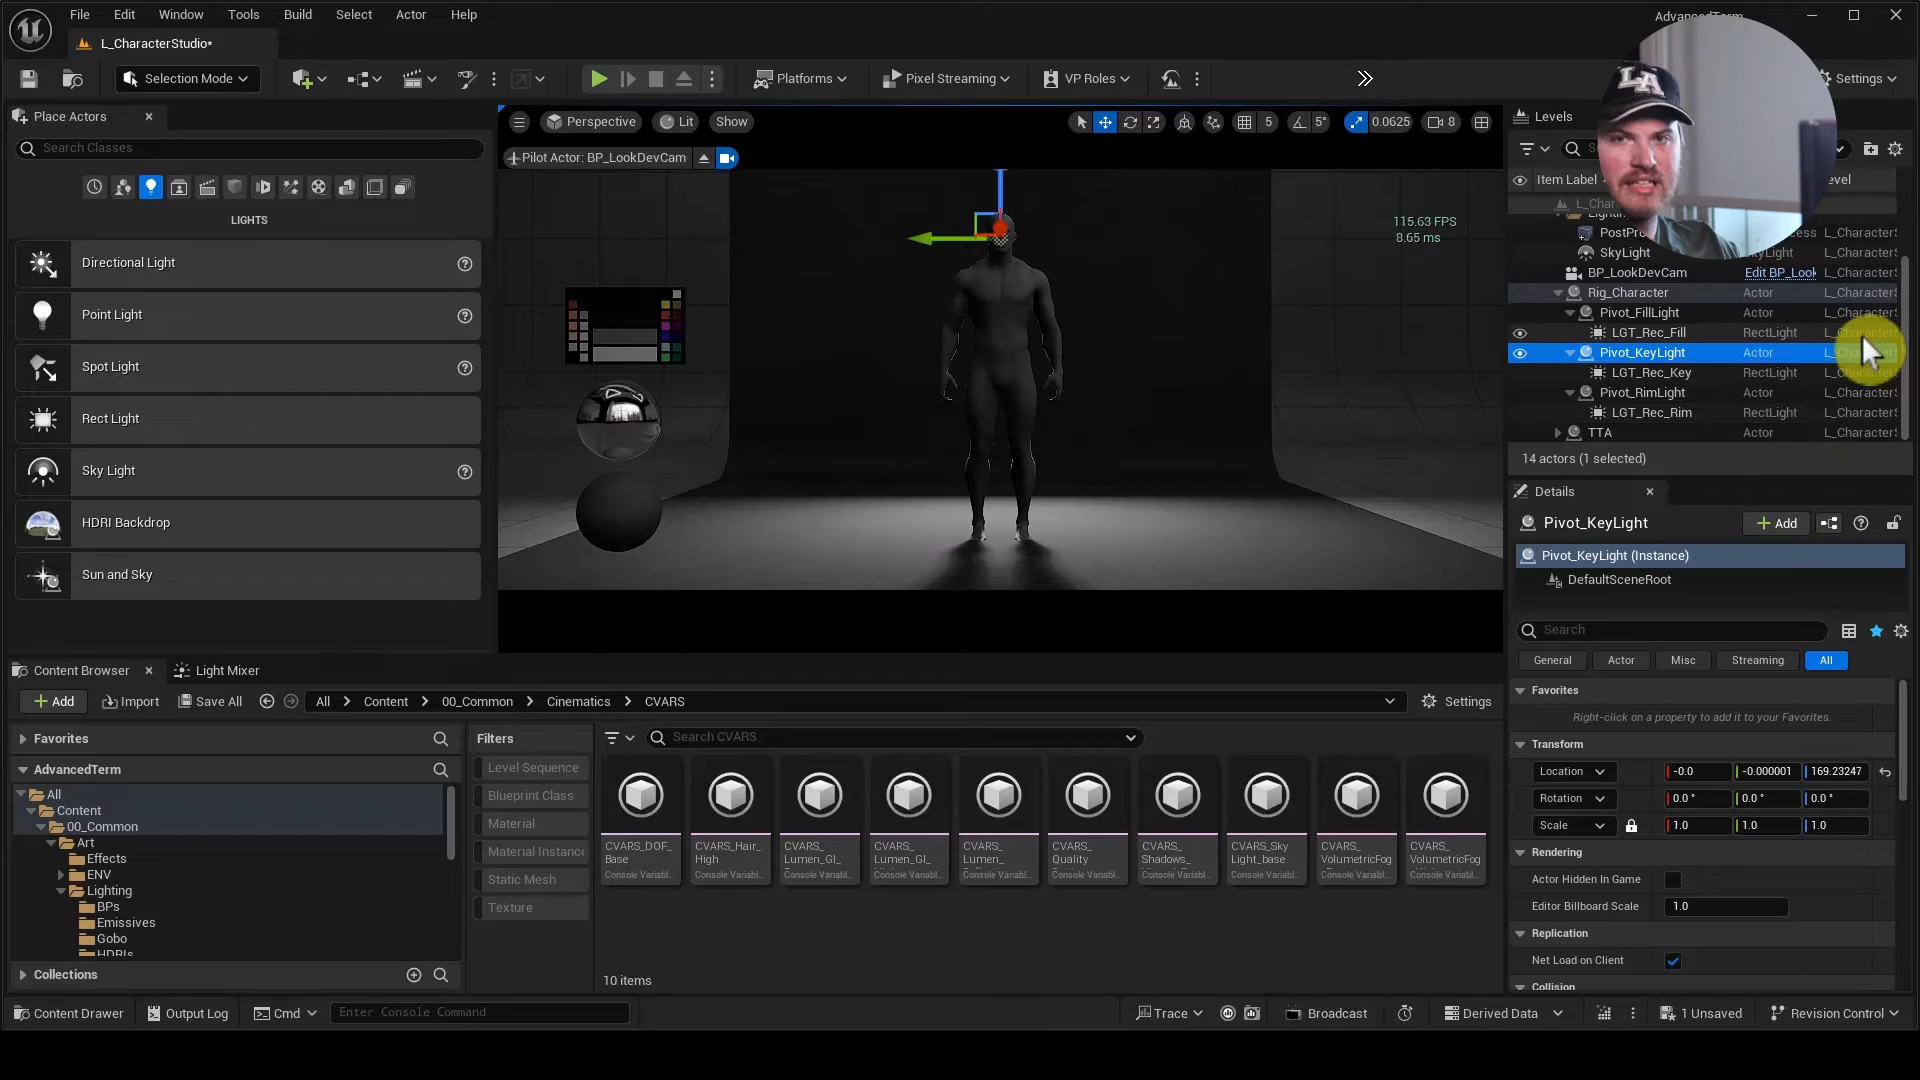 File Edit Window Tools Build Select Actor Help
L_CharacterStudio*
Selection Mode
Platforms
Pixel Streaming
VP Roles
Settings
Place Actors
Search Classes
LIGHTS
Directional Light
Point Light
Spot Light
Rect Light
Sky Light
HDRI Backdrop
Sun and Sky
Perspective
Lit
Show
5
5°
0.0625
8
Pilot Actor: BP_LookDevCam
115.63 FPS
8.65 ms
LA
Levels
Item Label
SkyLight
BP_LookDevCam Edit BP_Look L_Character
Rig_Character Actor L_Character
Pivot_FillLight Actor L_Character
LGT_Rec_Fill RectLight
Pivot_KeyLight Actor
LGT_Rec_Key RectLight L_Character
Pivot_RimLight Actor L_Character
LGT_Rec_Rim RectLight L_Character
TTA Actor L_Character
14 actors (1 selected)
Details
Pivot_KeyLight
Add
Pivot_KeyLight (Instance)
DefaultSceneRoot
Search
General Actor Misc Streaming All
Favorites
Right-click on a property to add it to your Favorites.
Transform
Location -0.0 -0.000001 169.23247
Rotation 0.0 ° 0.0 ° 0.0 °
Scale 1.0 1.0 1.0
Rendering
Actor Hidden In Game
Editor Billboard Scale 1.0
Replication
Net Load on Client
Collision
Content Browser
Light Mixer
Add Import Save All
All > Content > 00_Common > Cinematics > CVARS
Settings
Favorites
AdvancedTerm
All
Content
00_Common
Art
Effects
ENV
Lighting
BPs
Emissives
Gobo
HDRIs
Collections
Filters
Level Sequence
Blueprint Class
Material
Material Instance
Static Mesh
Texture
Search CVARS
CVARS_DOF_
Base
Console Variabl..
CVARS_Hair_
High
Console Variabl..
CVARS_
Lumen_GI_
Console Variabl..
CVARS_
Lumen_GI_
Console Variabl..
CVARS_
Lumen_
Console Variabl..
CVARS_
Quality
Console Variabl..
CVARS_
Shadows_
Console Variabl..
CVARS_Sky
Light_base
Console Variabl..
CVARS_
VolumetricFog
Console Variabl..
CVARS_
VolumetricFog
Console Variabl..
10 items
Content Drawer
Output Log
Cmd
Enter Console Command
Trace
Broadcast
Derived Data
1 Unsaved
Revision Control